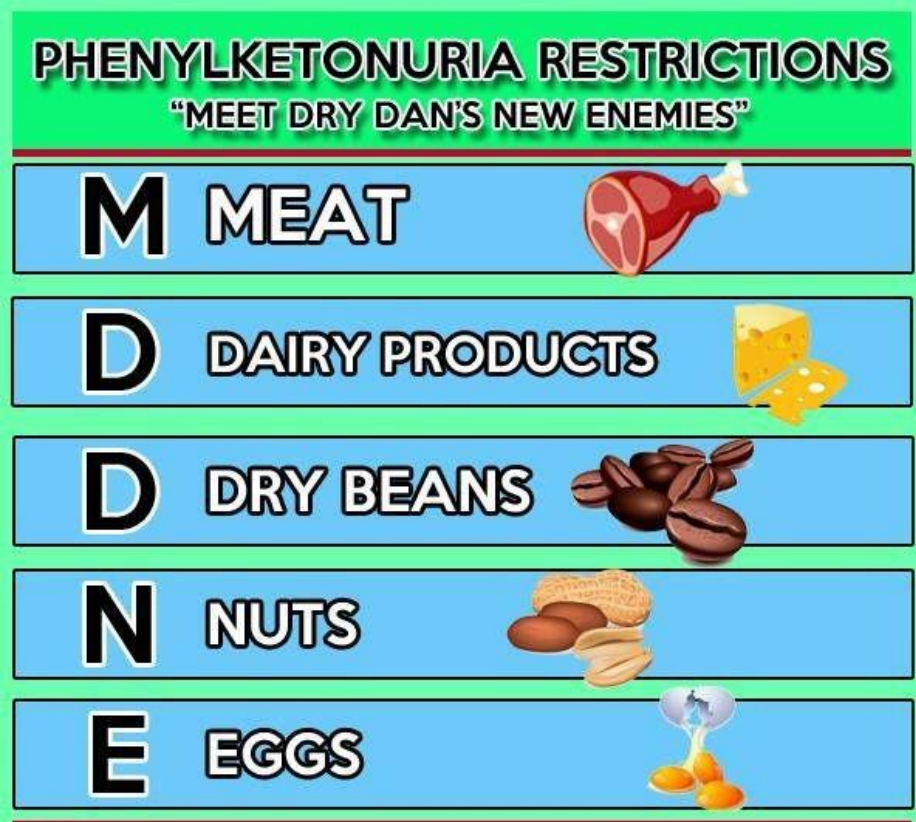 PHENYLKETONURIA RESTRICTIONS
“MEET DRY DAN'S NEW ENEMIES”
M MEAT
D DAIRY PRODUCTS
D DRY BEANS
N NUTS
E EGGS